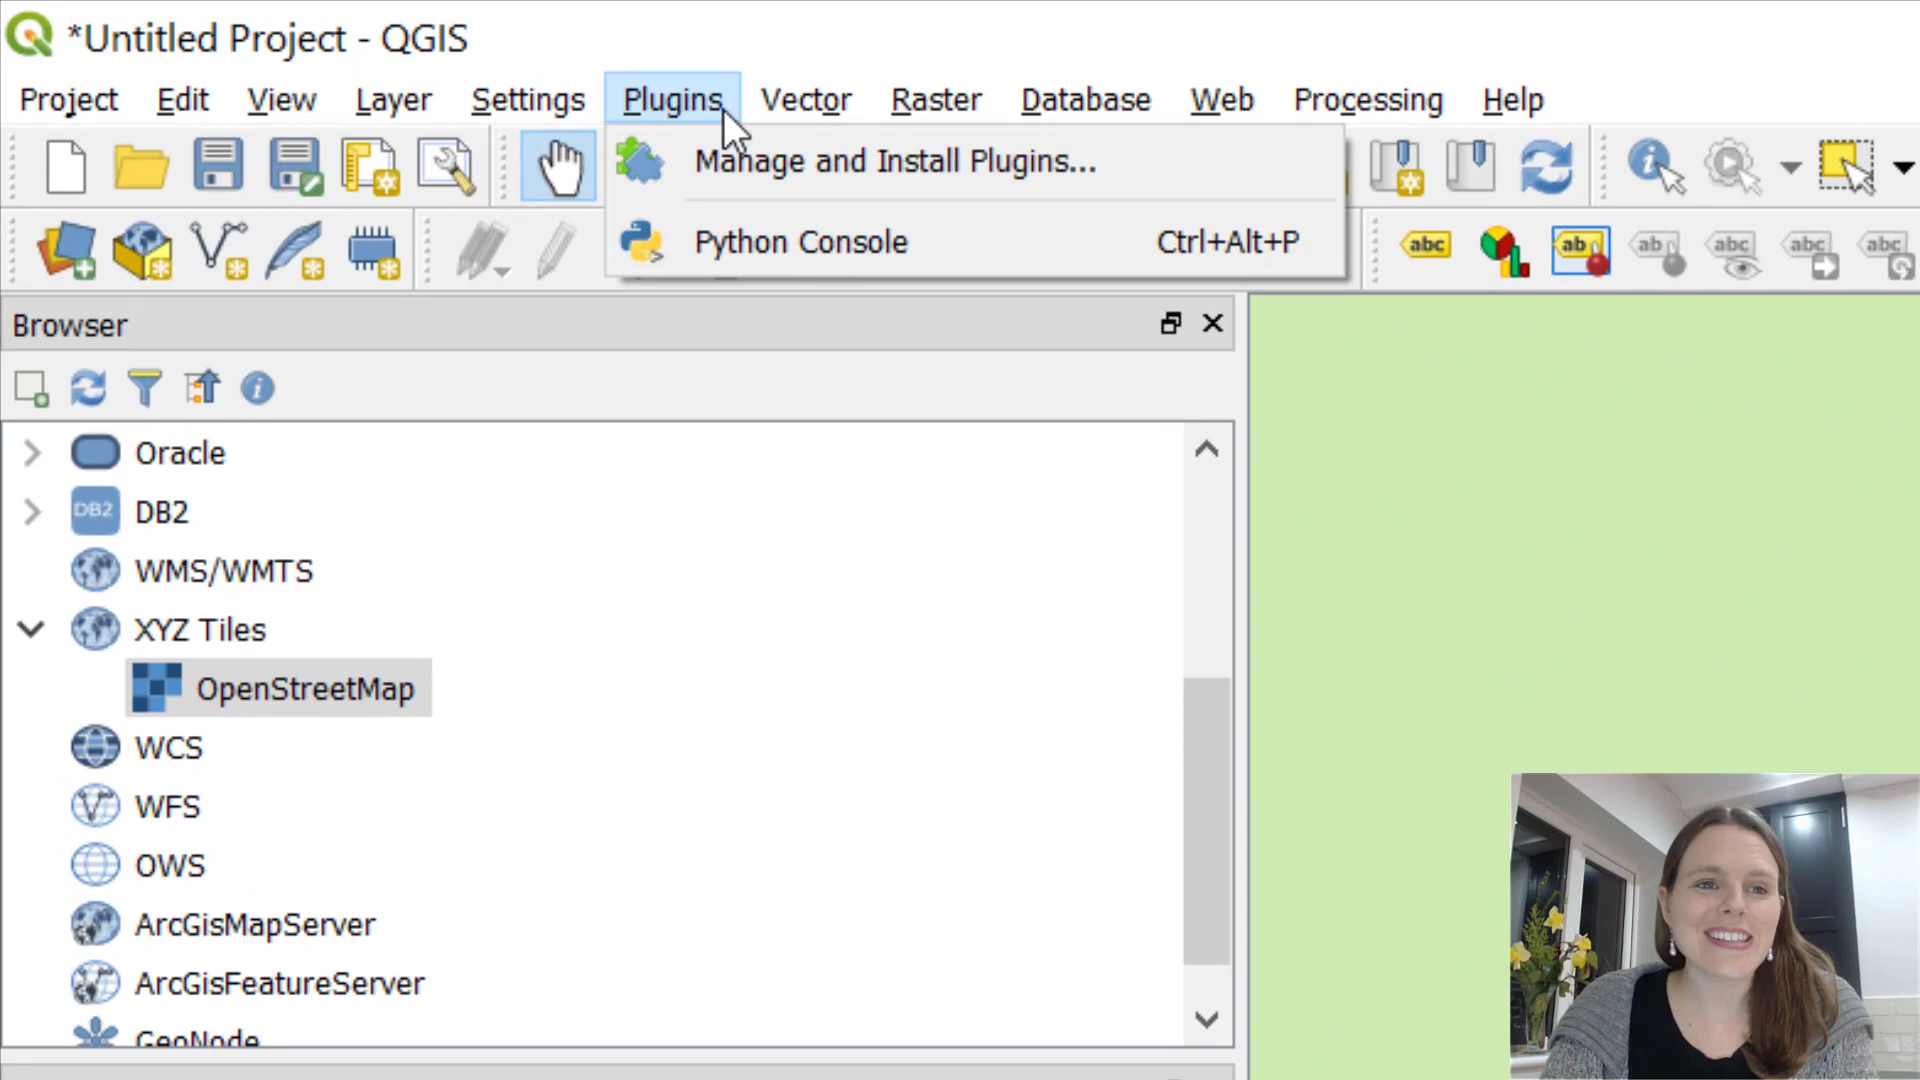 *Untitled Project - QGIS
Project Edit View Layer Settings Plugins Vector Raster Database Web Processing Help
Manage and Install Plugins...
Python Console Ctrl+Alt+P
abc ab ab abc abc abc
Browser
Oracle
DB2 DB2
WMS/WMTS
XYZ Tiles
OpenStreetMap
WCS
WFS
OWS
ArcGisMapServer
ArcGisFeatureServer
GeoNode